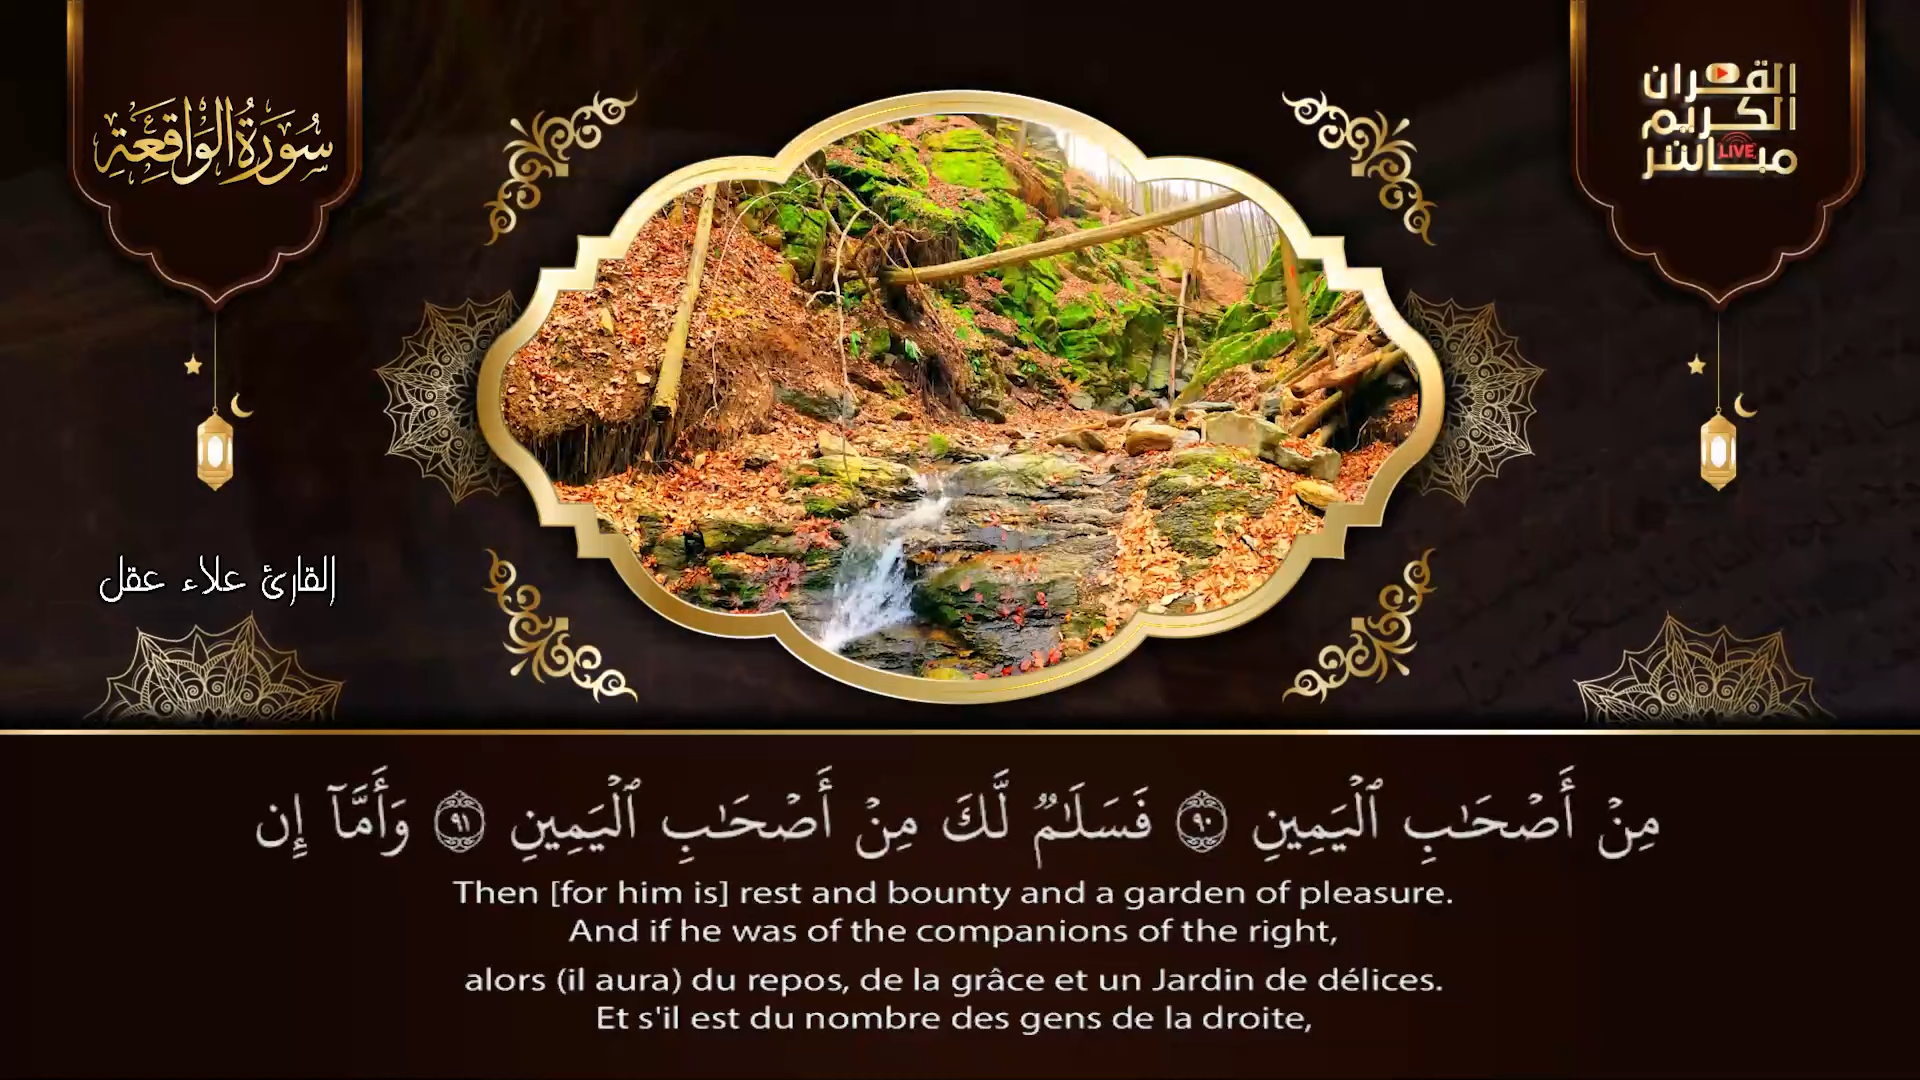 سُورَةُ الْوَاقِعَةِ
القرآن
الكريم
مباشر
LIVE
القارئ علاء عقل
مِنۡ أَصۡحَٰبِ ٱلۡيَمِينِ ٩٠ فَسَلَٰمٌ لَّكَ مِنۡ أَصۡحَٰبِ ٱلۡيَمِينِ ٩١ وَأَمَّآ إِن
Then [for him is] rest and bounty and a garden of pleasure.
And if he was of the companions of the right,
alors (il aura) du repos, de la grâce et un Jardin de délices.
Et s'il est du nombre des gens de la droite,